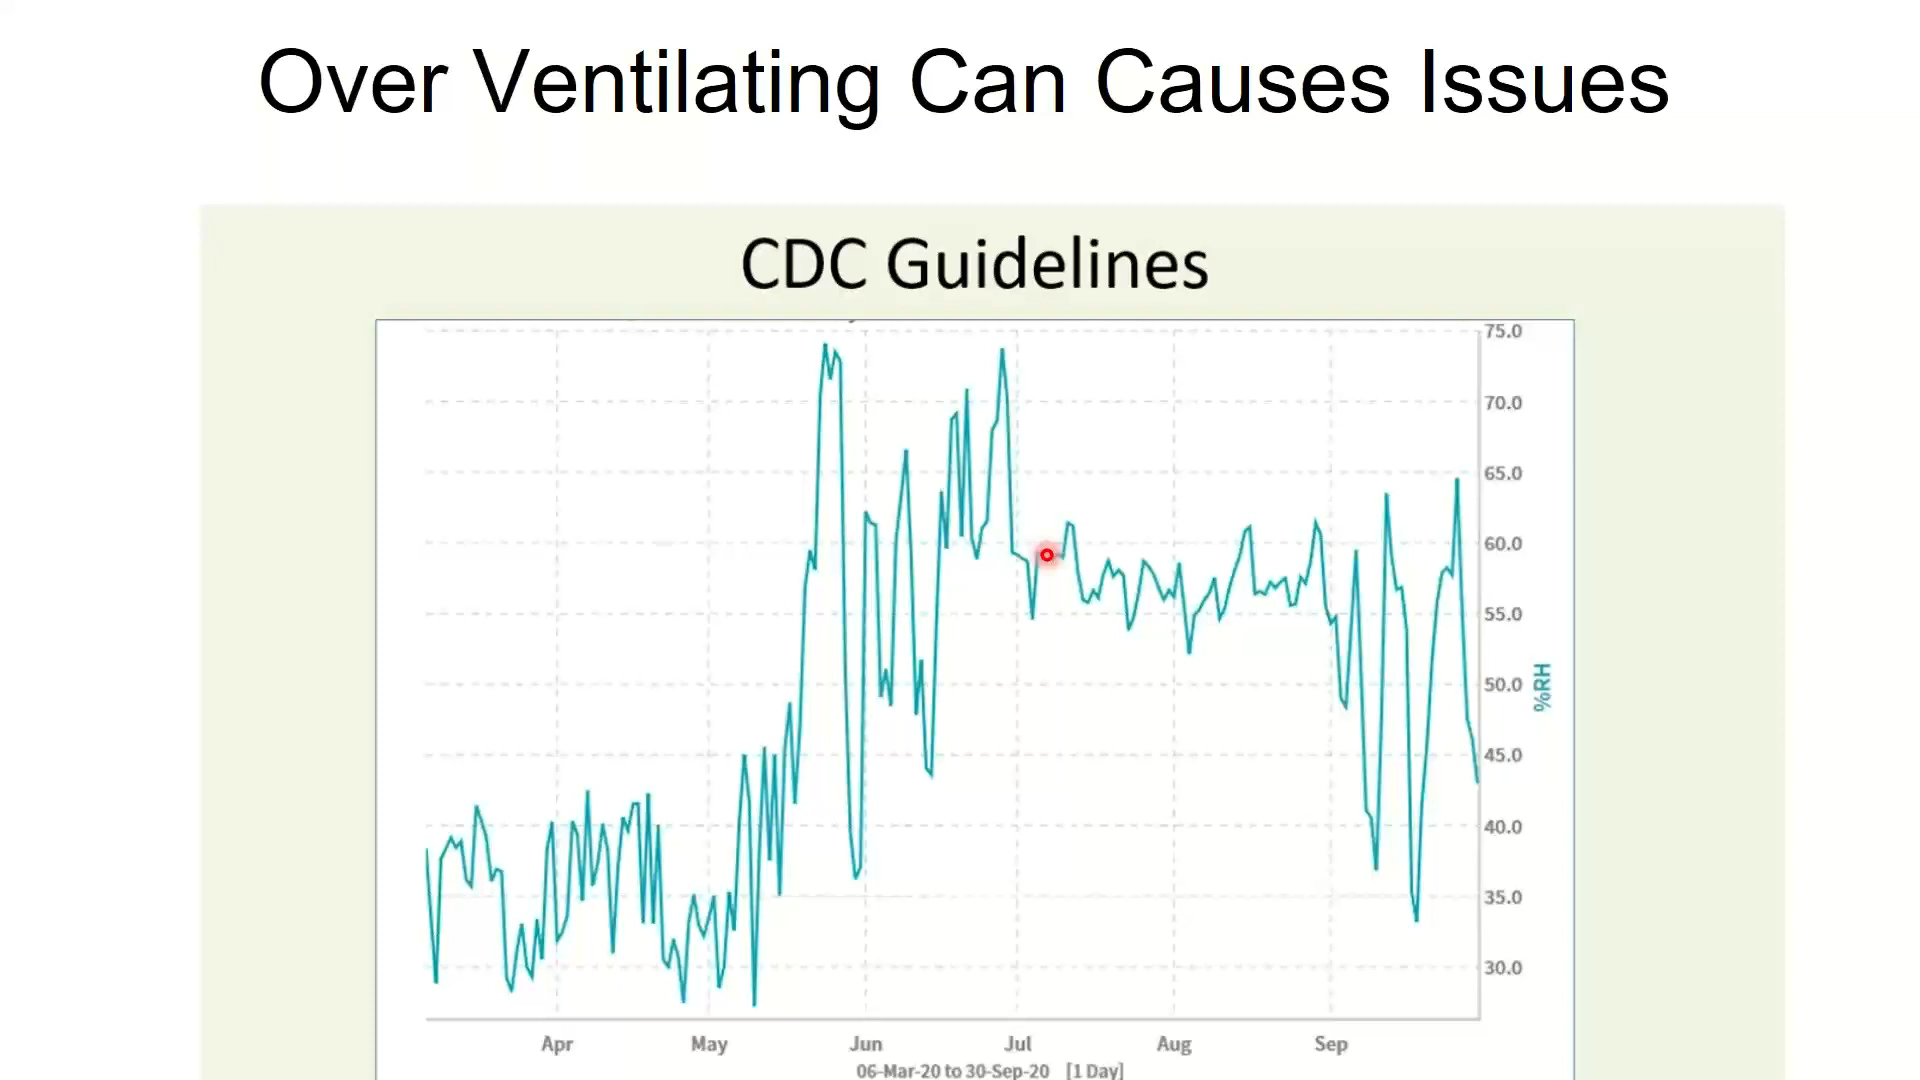 Over Ventilating Can Causes Issues
CDC Guidelines
75.0
70.0
65.0
60.0
55.0
50.0
%RH
45.0
40.0
35.0
30.0
Apr May Jun Jul Aug Sep
06-Mar-20 to 30-Sep-20 [1 Day]